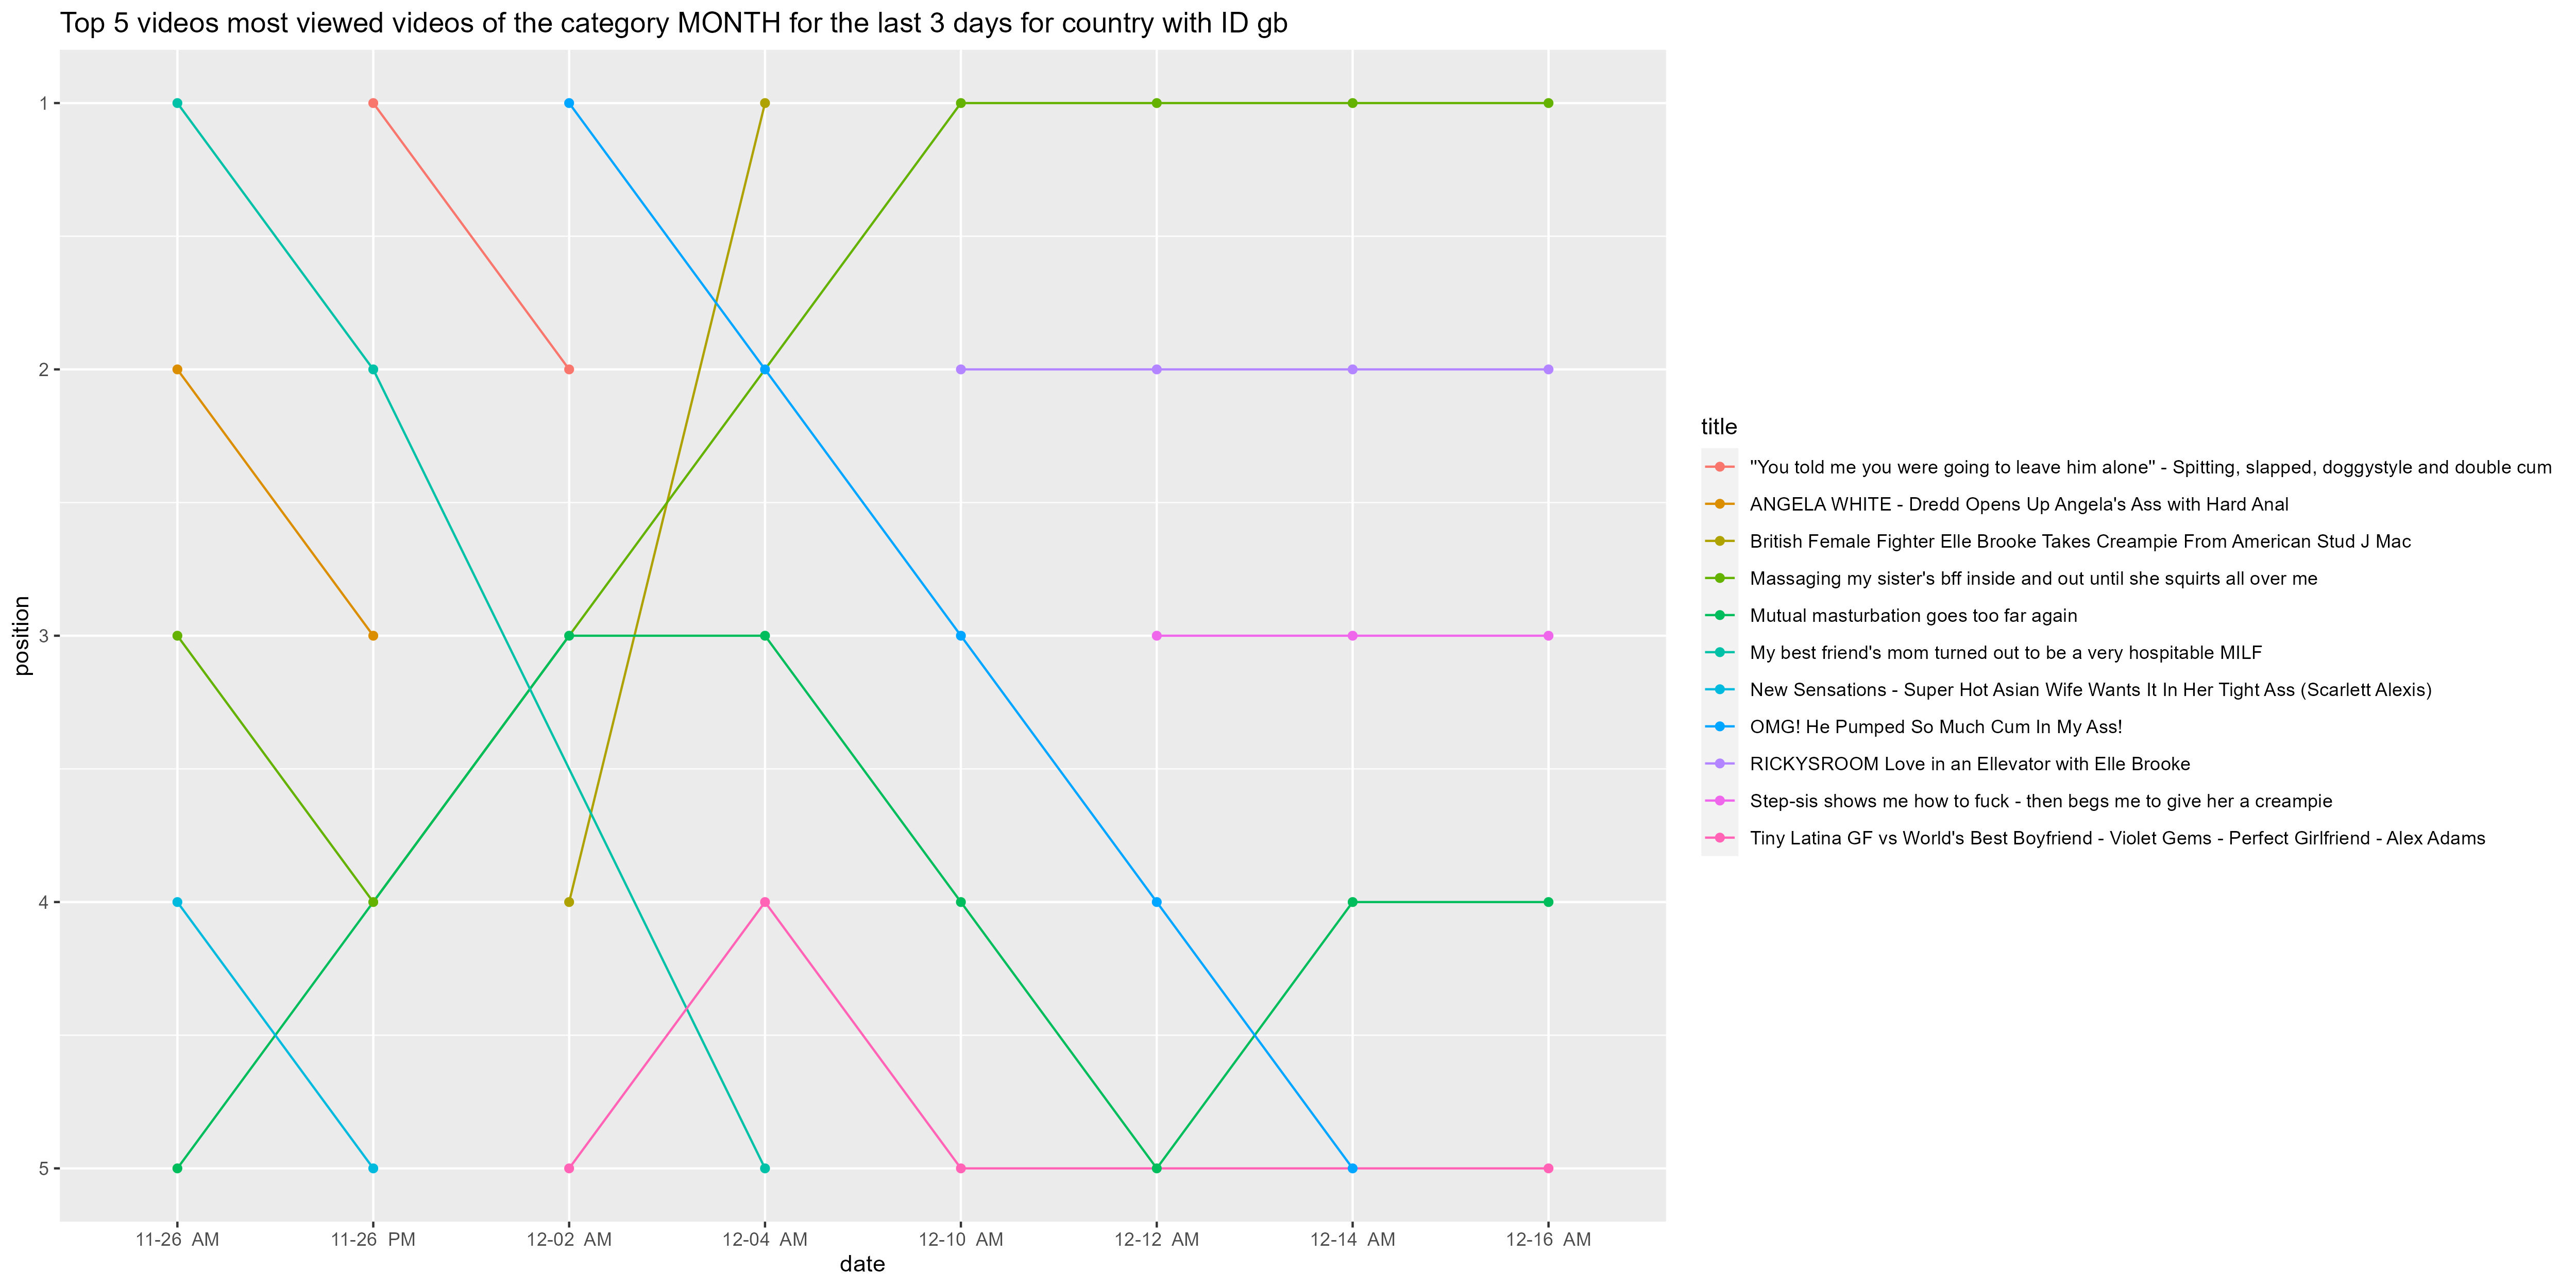 Top 5 videos most viewed videos of the category MONTH for the last 3 days for country with ID gb
position
1
2
3
4
5
11-26 AM
11-26 PM
12-02 AM
12-04 AM
12-10 AM
12-12 AM
12-14 AM
12-16 AM
date
title
"You told me you were going to leave him alone" - Spitting, slapped, doggystyle and double cum
ANGELA WHITE - Dredd Opens Up Angela's Ass with Hard Anal
British Female Fighter Elle Brooke Takes Creampie From American Stud J Mac
Massaging my sister's bff inside and out until she squirts all over me
Mutual masturbation goes too far again
My best friend's mom turned out to be a very hospitable MILF
New Sensations - Super Hot Asian Wife Wants It In Her Tight Ass (Scarlett Alexis)
OMG! He Pumped So Much Cum In My Ass!
RICKYSROOM Love in an Ellevator with Elle Brooke
Step-sis shows me how to fuck - then begs me to give her a creampie
Tiny Latina GF vs World's Best Boyfriend - Violet Gems - Perfect Girlfriend - Alex Adams